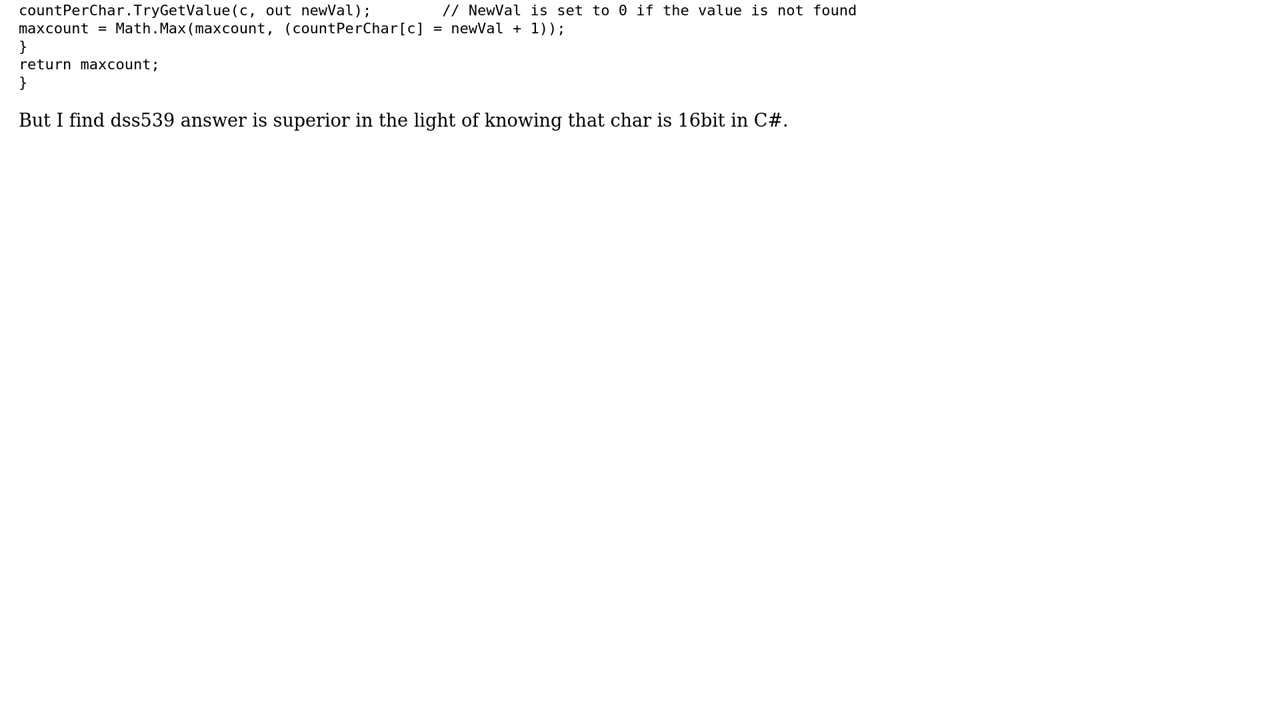 countPerChar.TryGetValue(c, out newVal);        // NewVal is set to 0 if the value is not found
maxcount = Math.Max(maxcount, (countPerChar[c] = newVal + 1));
}
return maxcount;
}
But I find dss539 answer is superior in the light of knowing that char is 16bit in C#.